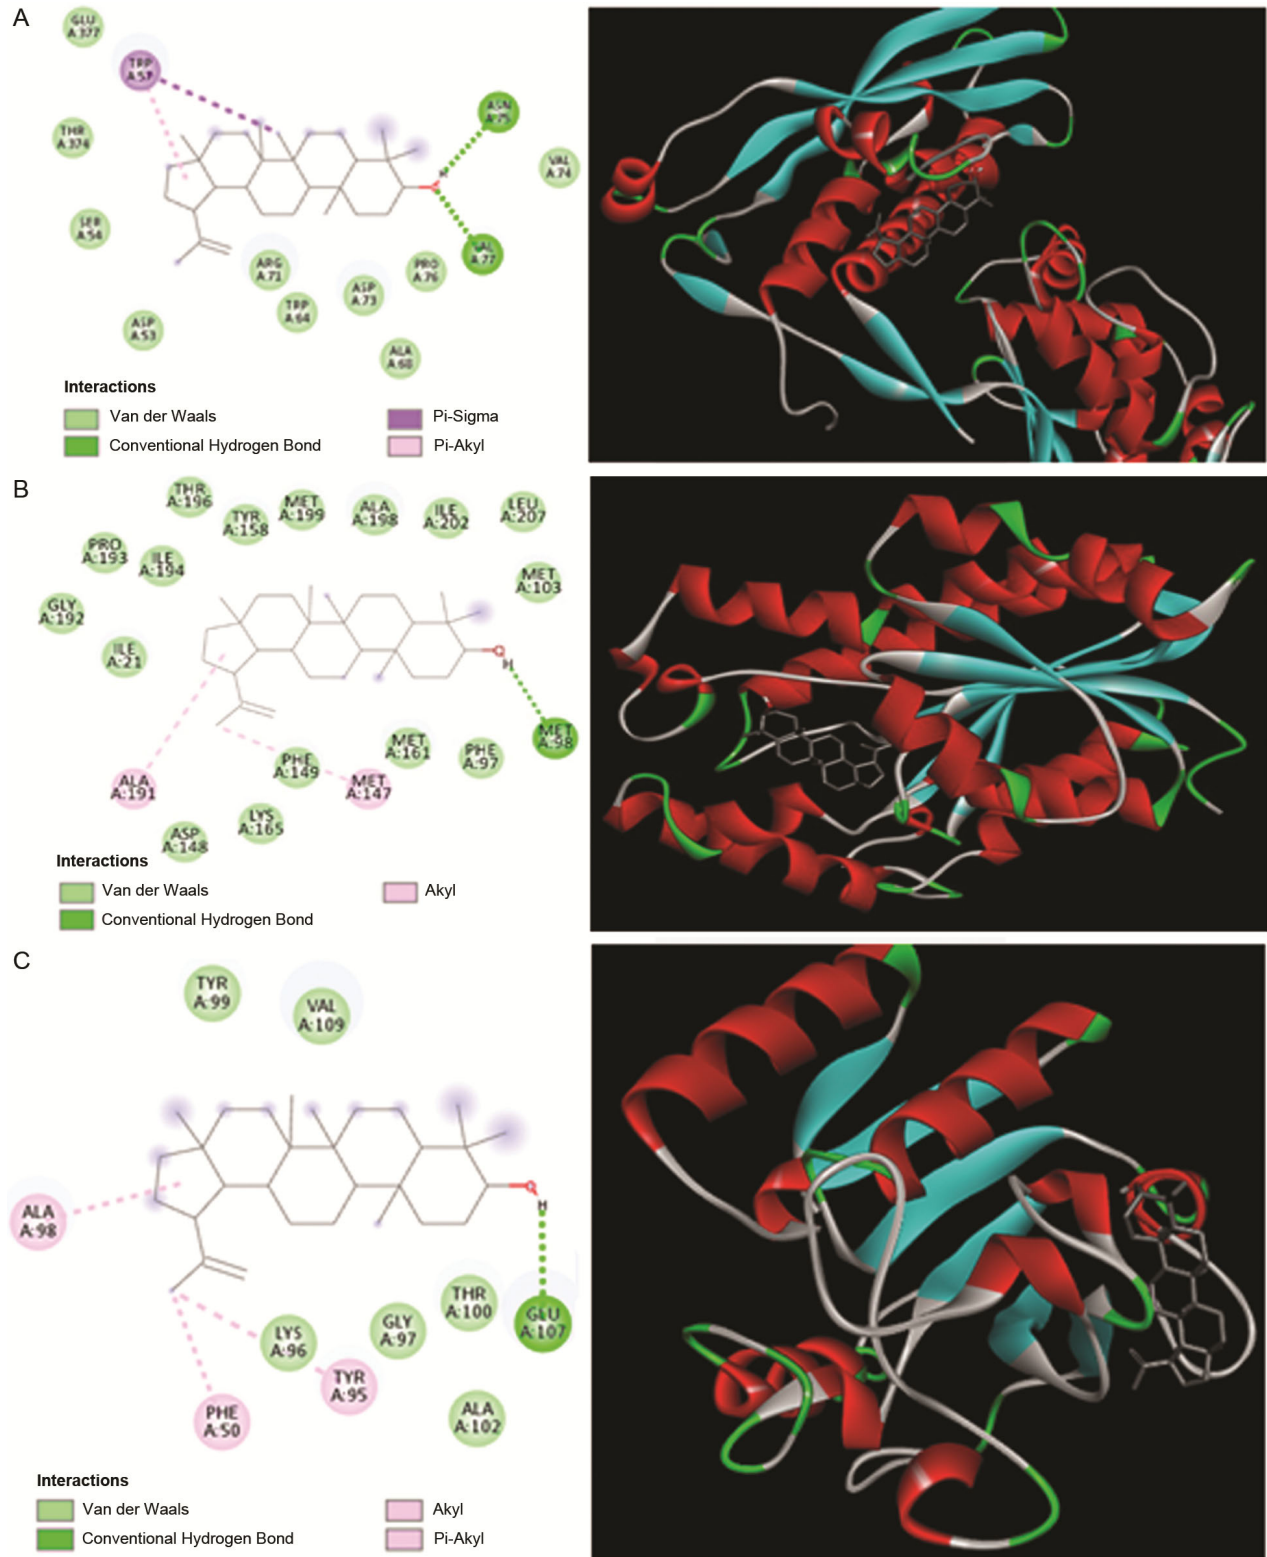 A
GLU
A:377
TRP
A:57
ASN
A:75
THR
A:374
VAL
A:74
H
SER
A:54
VAL
A:77
ARG
A:71
PRO
A:76
ASP
A:73
TRP
A:64
ASP
A:53
ALA
A:68
Interactions
Van der Waals
Pi-Sigma
Conventional Hydrogen Bond
Pi-Akyl
B
THR
A:196
TYR
A:158
MET
A:199
ALA
A:198
ILE
A:202
LEU
A:207
PRO
A:193
ILE
A:194
MET
A:103
GLY
A:192
ILE
A:21
O
H
MET
A:98
MET
A:161
PHE
A:97
PHE
A:149
ALA
A:191
MET
A:147
LYS
A:165
ASP
A:148
Interactions
Van der Waals
Akyl
Conventional Hydrogen Bond
C
TYR
A:99
VAL
A:109
O
H
ALA
A:98
THR
A:100
GLU
A:107
GLY
A:97
LYS
A:96
TYR
A:95
PHE
A:50
ALA
A:102
Interactions
Van der Waals
Akyl
Conventional Hydrogen Bond
Pi-Akyl